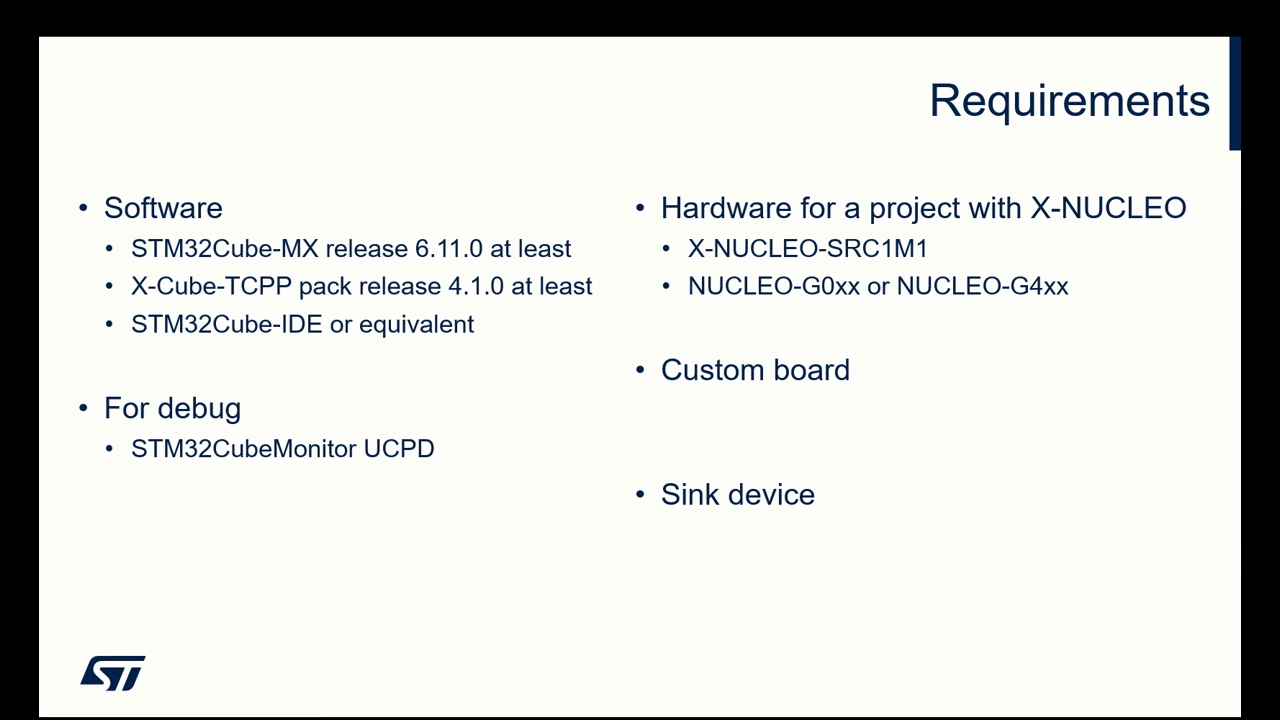 Requirements
• Software
• STM32Cube-MX release 6.11.0 at least
• X-Cube-TCPP pack release 4.1.0 at least
• STM32Cube-IDE or equivalent
• For debug
• STM32CubeMonitor UCPD
• Hardware for a project with X-NUCLEO
• X-NUCLEO-SRC1M1
• NUCLEO-G0xx or NUCLEO-G4xx
• Custom board
• Sink device
ST